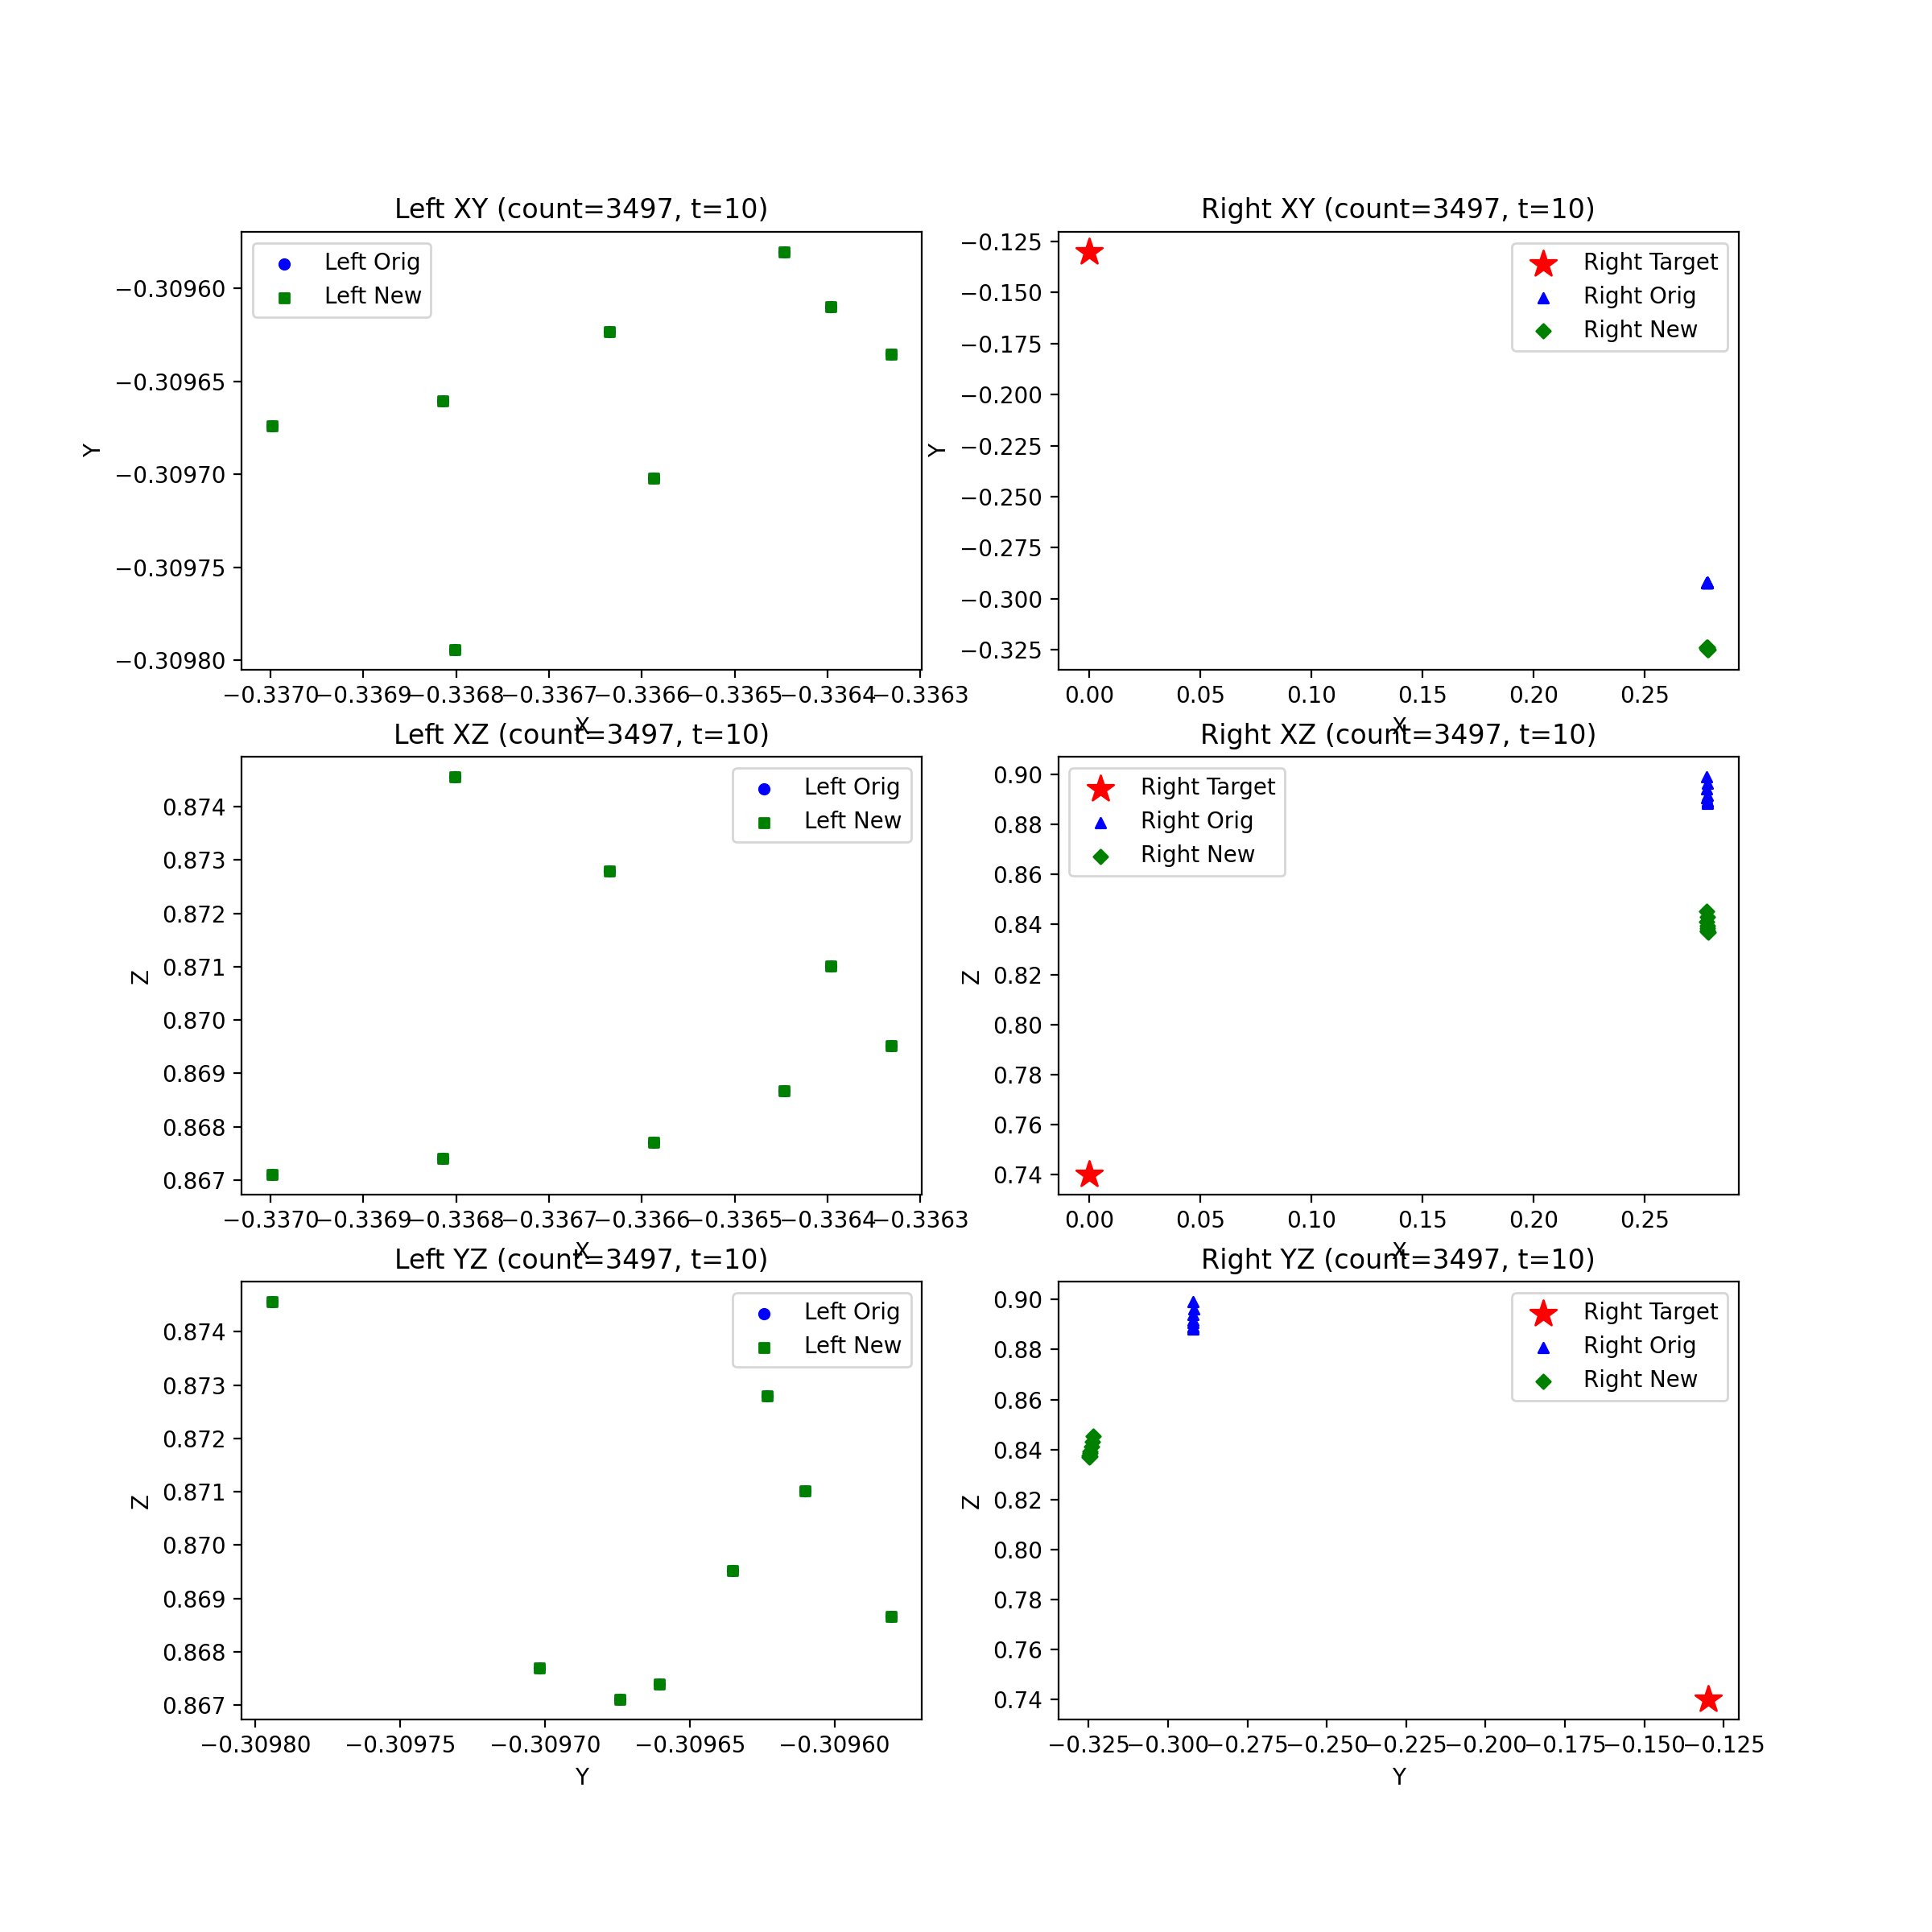 Left XY (count=3497, t=10)
Left Orig
Left New
−0.30960
−0.30965
−0.30970
−0.30975
−0.30980
Y
−0.3370 −0.3369 −0.3368 −0.3367 −0.3366 −0.3365 −0.3364 −0.3363
X
Right XY (count=3497, t=10)
Right Target
Right Orig
Right New
−0.125
−0.150
−0.175
−0.200
−0.225
−0.250
−0.275
−0.300
−0.325
Y
0.00 0.05 0.10 0.15 0.20 0.25
X
Left XZ (count=3497, t=10)
Left Orig
Left New
0.874
0.873
0.872
0.871
0.870
0.869
0.868
0.867
Z
−0.3370 −0.3369 −0.3368 −0.3367 −0.3366 −0.3365 −0.3364 −0.3363
X
Right XZ (count=3497, t=10)
Right Target
Right Orig
Right New
0.90
0.88
0.86
0.84
0.82
0.80
0.78
0.76
0.74
Z
0.00 0.05 0.10 0.15 0.20 0.25
X
Left YZ (count=3497, t=10)
Left Orig
Left New
0.874
0.873
0.872
0.871
0.870
0.869
0.868
0.867
Z
−0.30980 −0.30975 −0.30970 −0.30965 −0.30960
Y
Right YZ (count=3497, t=10)
Right Target
Right Orig
Right New
0.90
0.88
0.86
0.84
0.82
0.80
0.78
0.76
0.74
Z
−0.325 −0.300 −0.275 −0.250 −0.225 −0.200 −0.175 −0.150 −0.125
Y